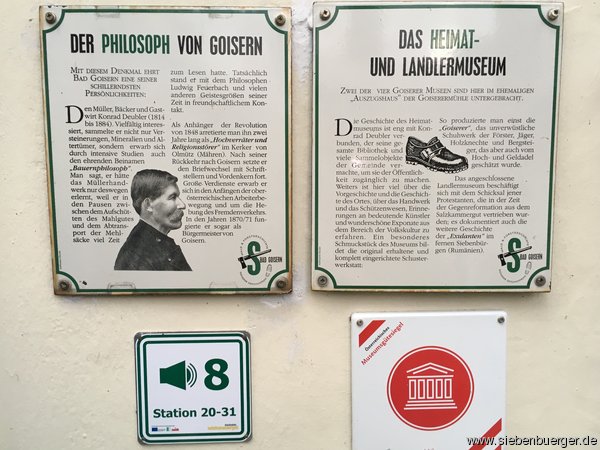 DER PHILOSOPH VON GOISERN
MIT DIESEM DENKMAL EHRT
BAD GOISERN EINE SEINER
SCHILLERNDSTEN
PERSÖNLICHKEITEN:
Den Müller, Bäcker und Gast-
wirt Konrad Deubler (1814
bis 1884). Vielfältig interes-
siert, sammelte er nicht nur Ver-
steinerungen, Mineralien und Al-
tertümer, sondern erwarb sich
durch intensive Studien auch
den ehrenden Beinamen
„Bauernphilosoph".
Man sagt, er hätte
das Müllerhand-
werk nur deswegen
erlernt, weil er in
den Pausen zwi-
schen dem Aufschüt-
ten des Mahlgutes
und dem Abtrans-
port der Mehl-
säcke viel Zeit
zum Lesen hatte. Tatsächlich
stand er mit dem Philosophen
Ludwig Feuerbach und vielen
anderen Geistesgrößen seiner
Zeit in freundschaftlichem Kon-
takt.
Als Anhänger der Revolution
von 1848 arretierte man ihn zwei
Jahre lang als „Hochverräter und
Religionsstörer" im Kerker von
Olmütz (Mähren). Nach seiner
Rückkehr nach Goisern setzte er
den Briefwechsel mit Schrift-
stellern und Vordenkern fort.
Große Verdienste erwarb er
sich in den Anfängen der ober-
österreichischen Arbeiterbe-
wegung und um die He-
bung des Fremdenverkehrs.
In den Jahren 1870/71 fun-
gierte er sogar als
Bürgermeister von
Goisern.
S
BAD GOISERN
DAS HEIMAT-
UND LANDLERMUSEUM
ZWEI DER VIER GOISERER MUSEEN SIND HIER IM EHEMALIGEN
„AUSZUGSHAUS" DER GOISERERMÜHLE UNTERGEBRACHT.
Die Geschichte des Heimat-
museums ist eng mit Kon-
rad Deubler ver-
bunden, der seine ge-
samte Bibliothek und
viele Sammelobjekte
der Gemeinde ver-
machte, um sie der Öffentlich-
keit zugänglich zu machen.
Weiters ist hier viel über die
Vorgeschichte und die Geschich-
te des Ortes, über das Handwerk
und das Schützenwesen, Erinne-
rungen an bedeutende Künstler
und wunderschöne Exponate aus
dem Bereich der Volkskultur zu
erfahren. Ein besonderes
Schmuckstück des Museums bil-
det die original erhaltene und
komplett eingerichtete Schuster-
werkstatt:
So produzierte man einst die
„Goiserer", das unverwüstliche
Schuhwerk der Förster, Jäger,
Holzknechte und Bergstei-
ger, das aber auch vom
Hoch- und Geldadel
geschätzt wurde.
Das angeschlossene
Landlermuseum beschäftigt
sich mit dem Schicksal jener
Protestanten, die in der Zeit
der Gegenreformation aus dem
Salzkammergut vertrieben wur-
den; es dokumentiert auch die
weitere Geschichte
der „Exulanten" im
fernen Siebenbür-
gen (Rumänien).
S
BAD GOISERN
8
Station 20-31
Österreichisches
Museumsgütesiegel
www.siebenbuerger.de